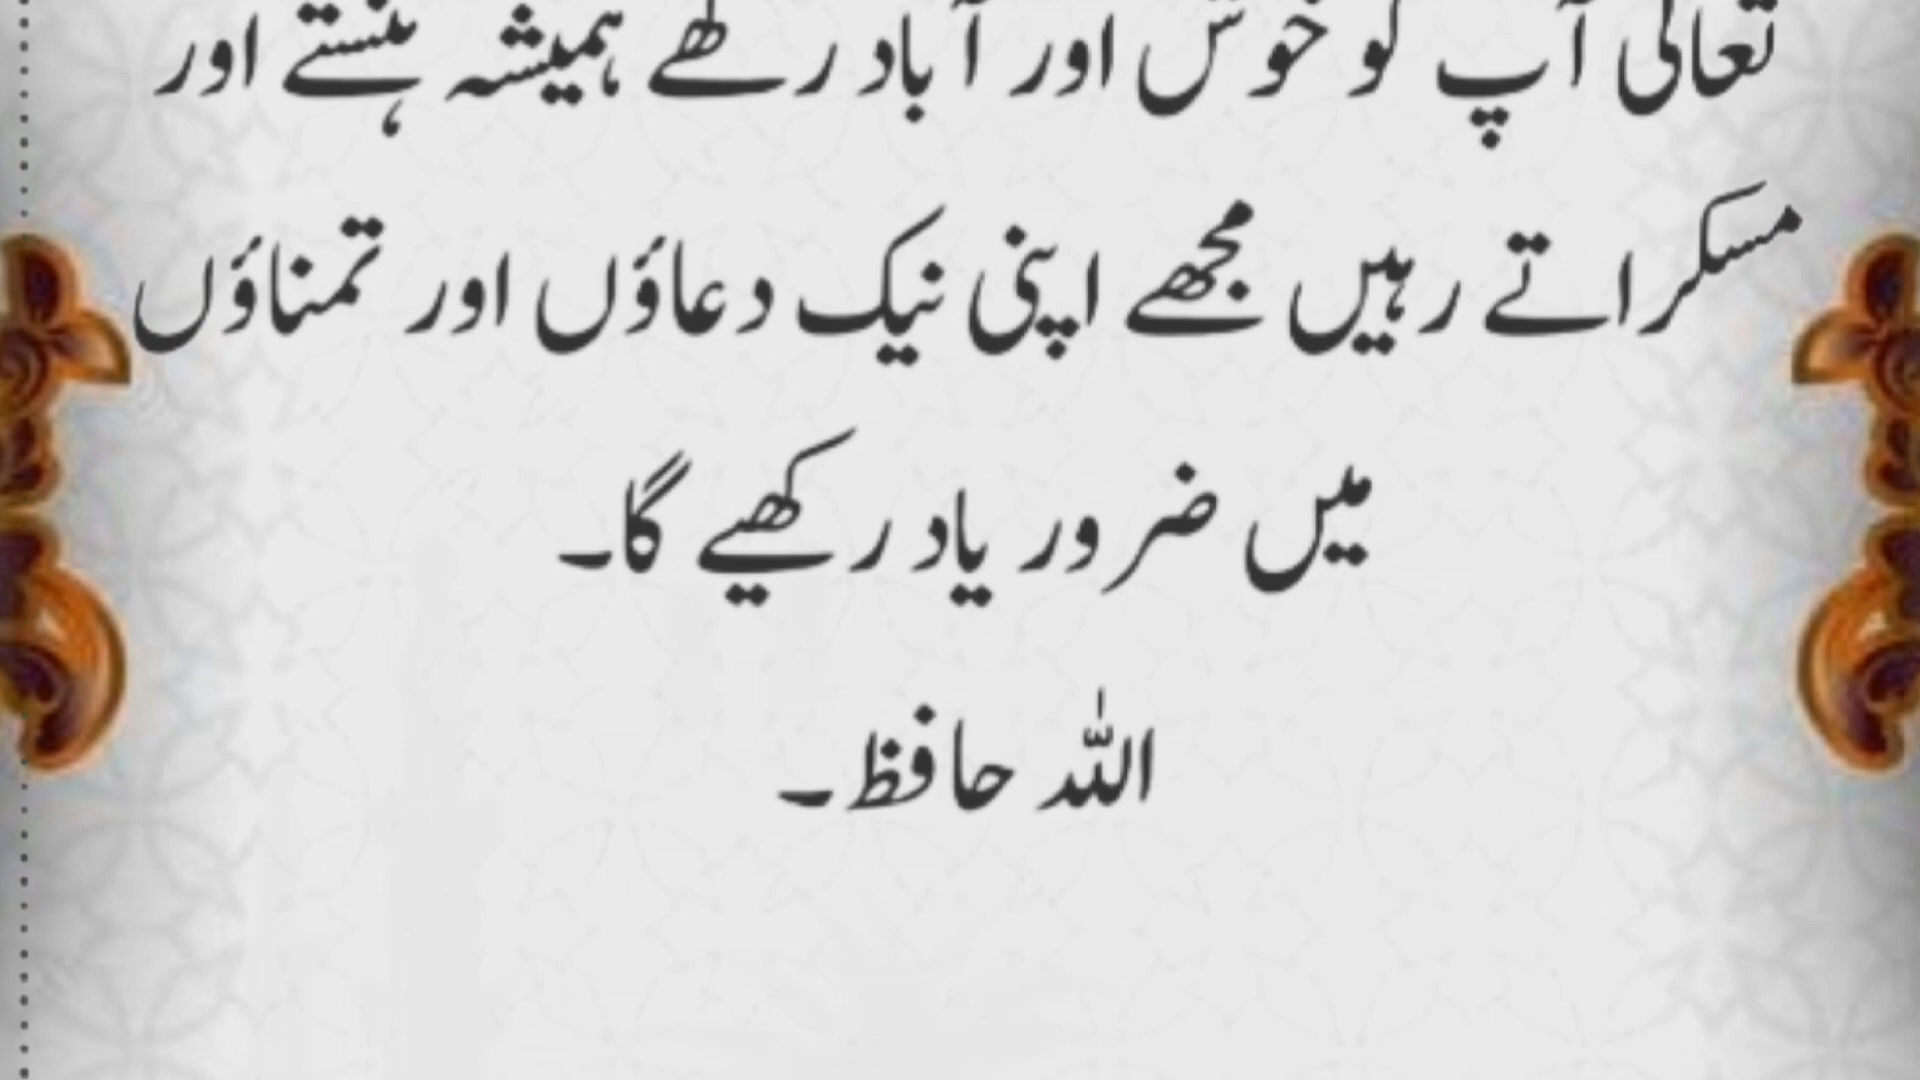 تعالی آپ کو خوش اور آباد رکھے ہمیشہ ہنستے اور
مسکراتے رہیں مجھے اپنی نیک دعاؤں اور تمناؤں
میں ضرور یاد رکھیے گا۔
اللہ حافظ۔